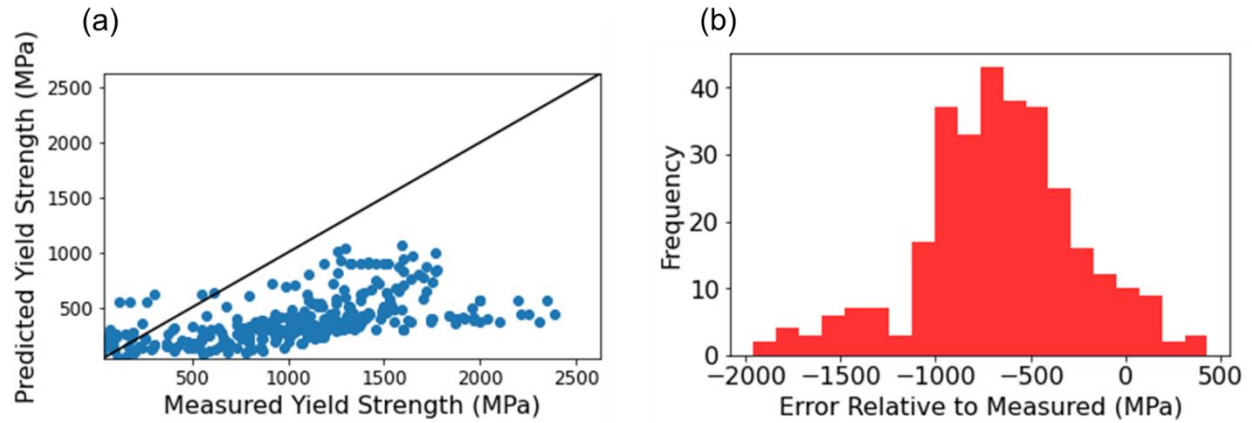 (a)
Predicted Yield Strength (MPa)
2500
2000
1500
1000
500
500 1000 1500 2000 2500
Measured Yield Strength (MPa)
(b)
Frequency
40
30
20
10
0
−2000 −1500 −1000 −500 0 500
Error Relative to Measured (MPa)